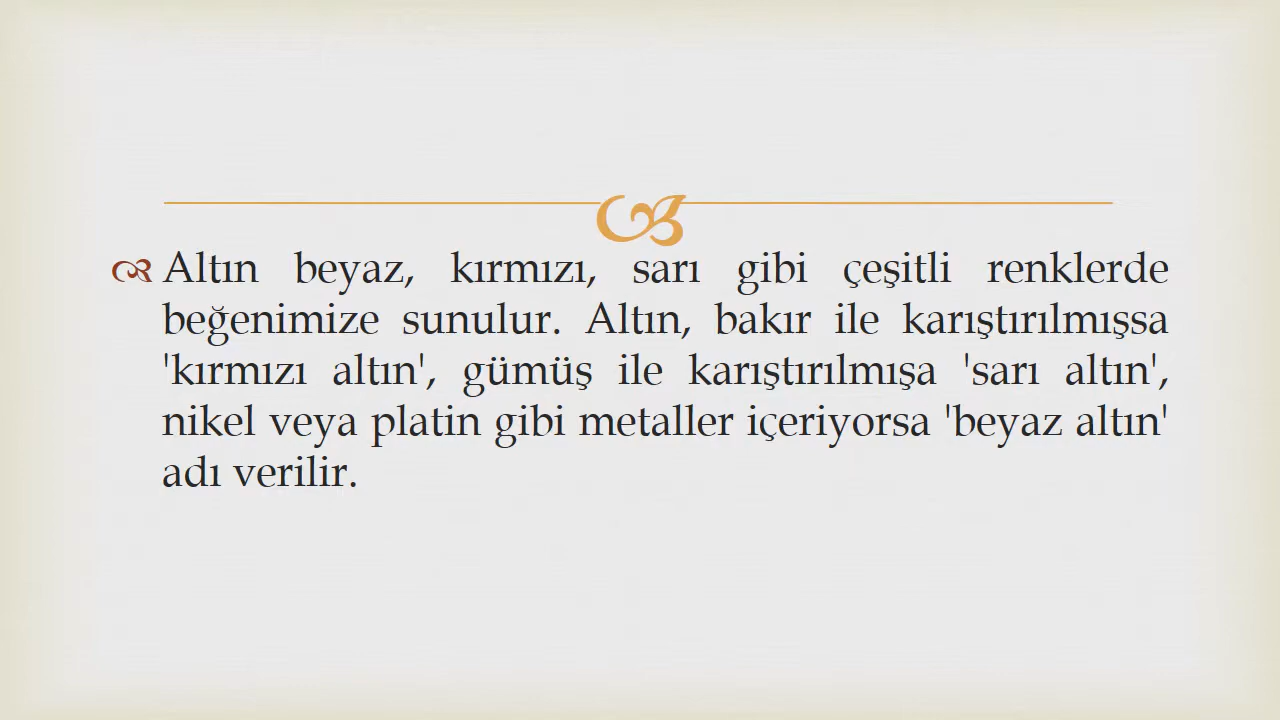 Altın beyaz, kırmızı, sarı gibi çeşitli renklerde
beğenimize sunulur. Altın, bakır ile karıştırılmışsa
'kırmızı altın', gümüş ile karıştırılmışa 'sarı altın',
nikel veya platin gibi metaller içeriyorsa 'beyaz altın'
adı verilir.